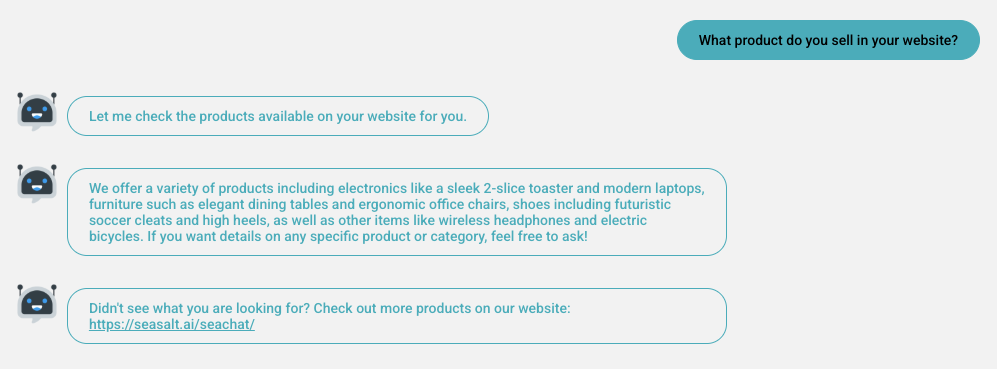 What product do you sell in your website?
Let me check the products available on your website for you.
We offer a variety of products including electronics like a sleek 2-slice toaster and modern laptops,
furniture such as elegant dining tables and ergonomic office chairs, shoes including futuristic
soccer cleats and high heels, as well as other items like wireless headphones and electric
bicycles. If you want details on any specific product or category, feel free to ask!
Didn't see what you are looking for? Check out more products on our website:
https://seasalt.ai/seachat/